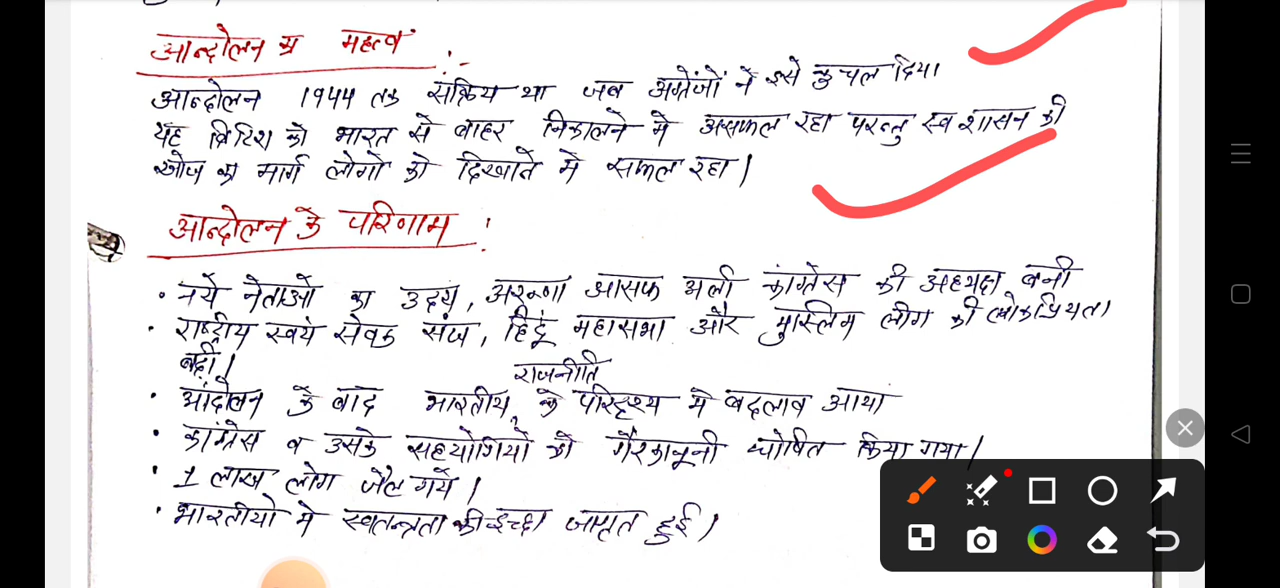 आन्दोलन का महत्व :-
आन्दोलन 1944 तक सक्रिय था जब अंग्रेजों ने इसे कुचल दिया।
यह ब्रिटिश को भारत से बाहर निकालने में असफल रहा परन्तु स्व शासन की
खोज का मार्ग लोगो को दिखाने में सफल रहा।
आन्दोलन के परिणाम :
• नये नेताओं का उदय, अरूणा आसफ अली कांग्रेस की अध्यक्ष बनी
• राष्ट्रीय स्वयं सेवक संघ, हिंदू महासभा और मुस्लिम लीग की लोकप्रियता
बढ़ी।
राजनीति
• आंदोलन के बाद भारतीय के परिदृश्य में बदलाव आया
• कांग्रेस व उसके सहयोगियों को गैरकानूनी घोषित किया गया।
• 1 लाख लोग जेल गये।
• भारतीयो मे स्वतन्त्रता की इच्छा जागृत हुई।